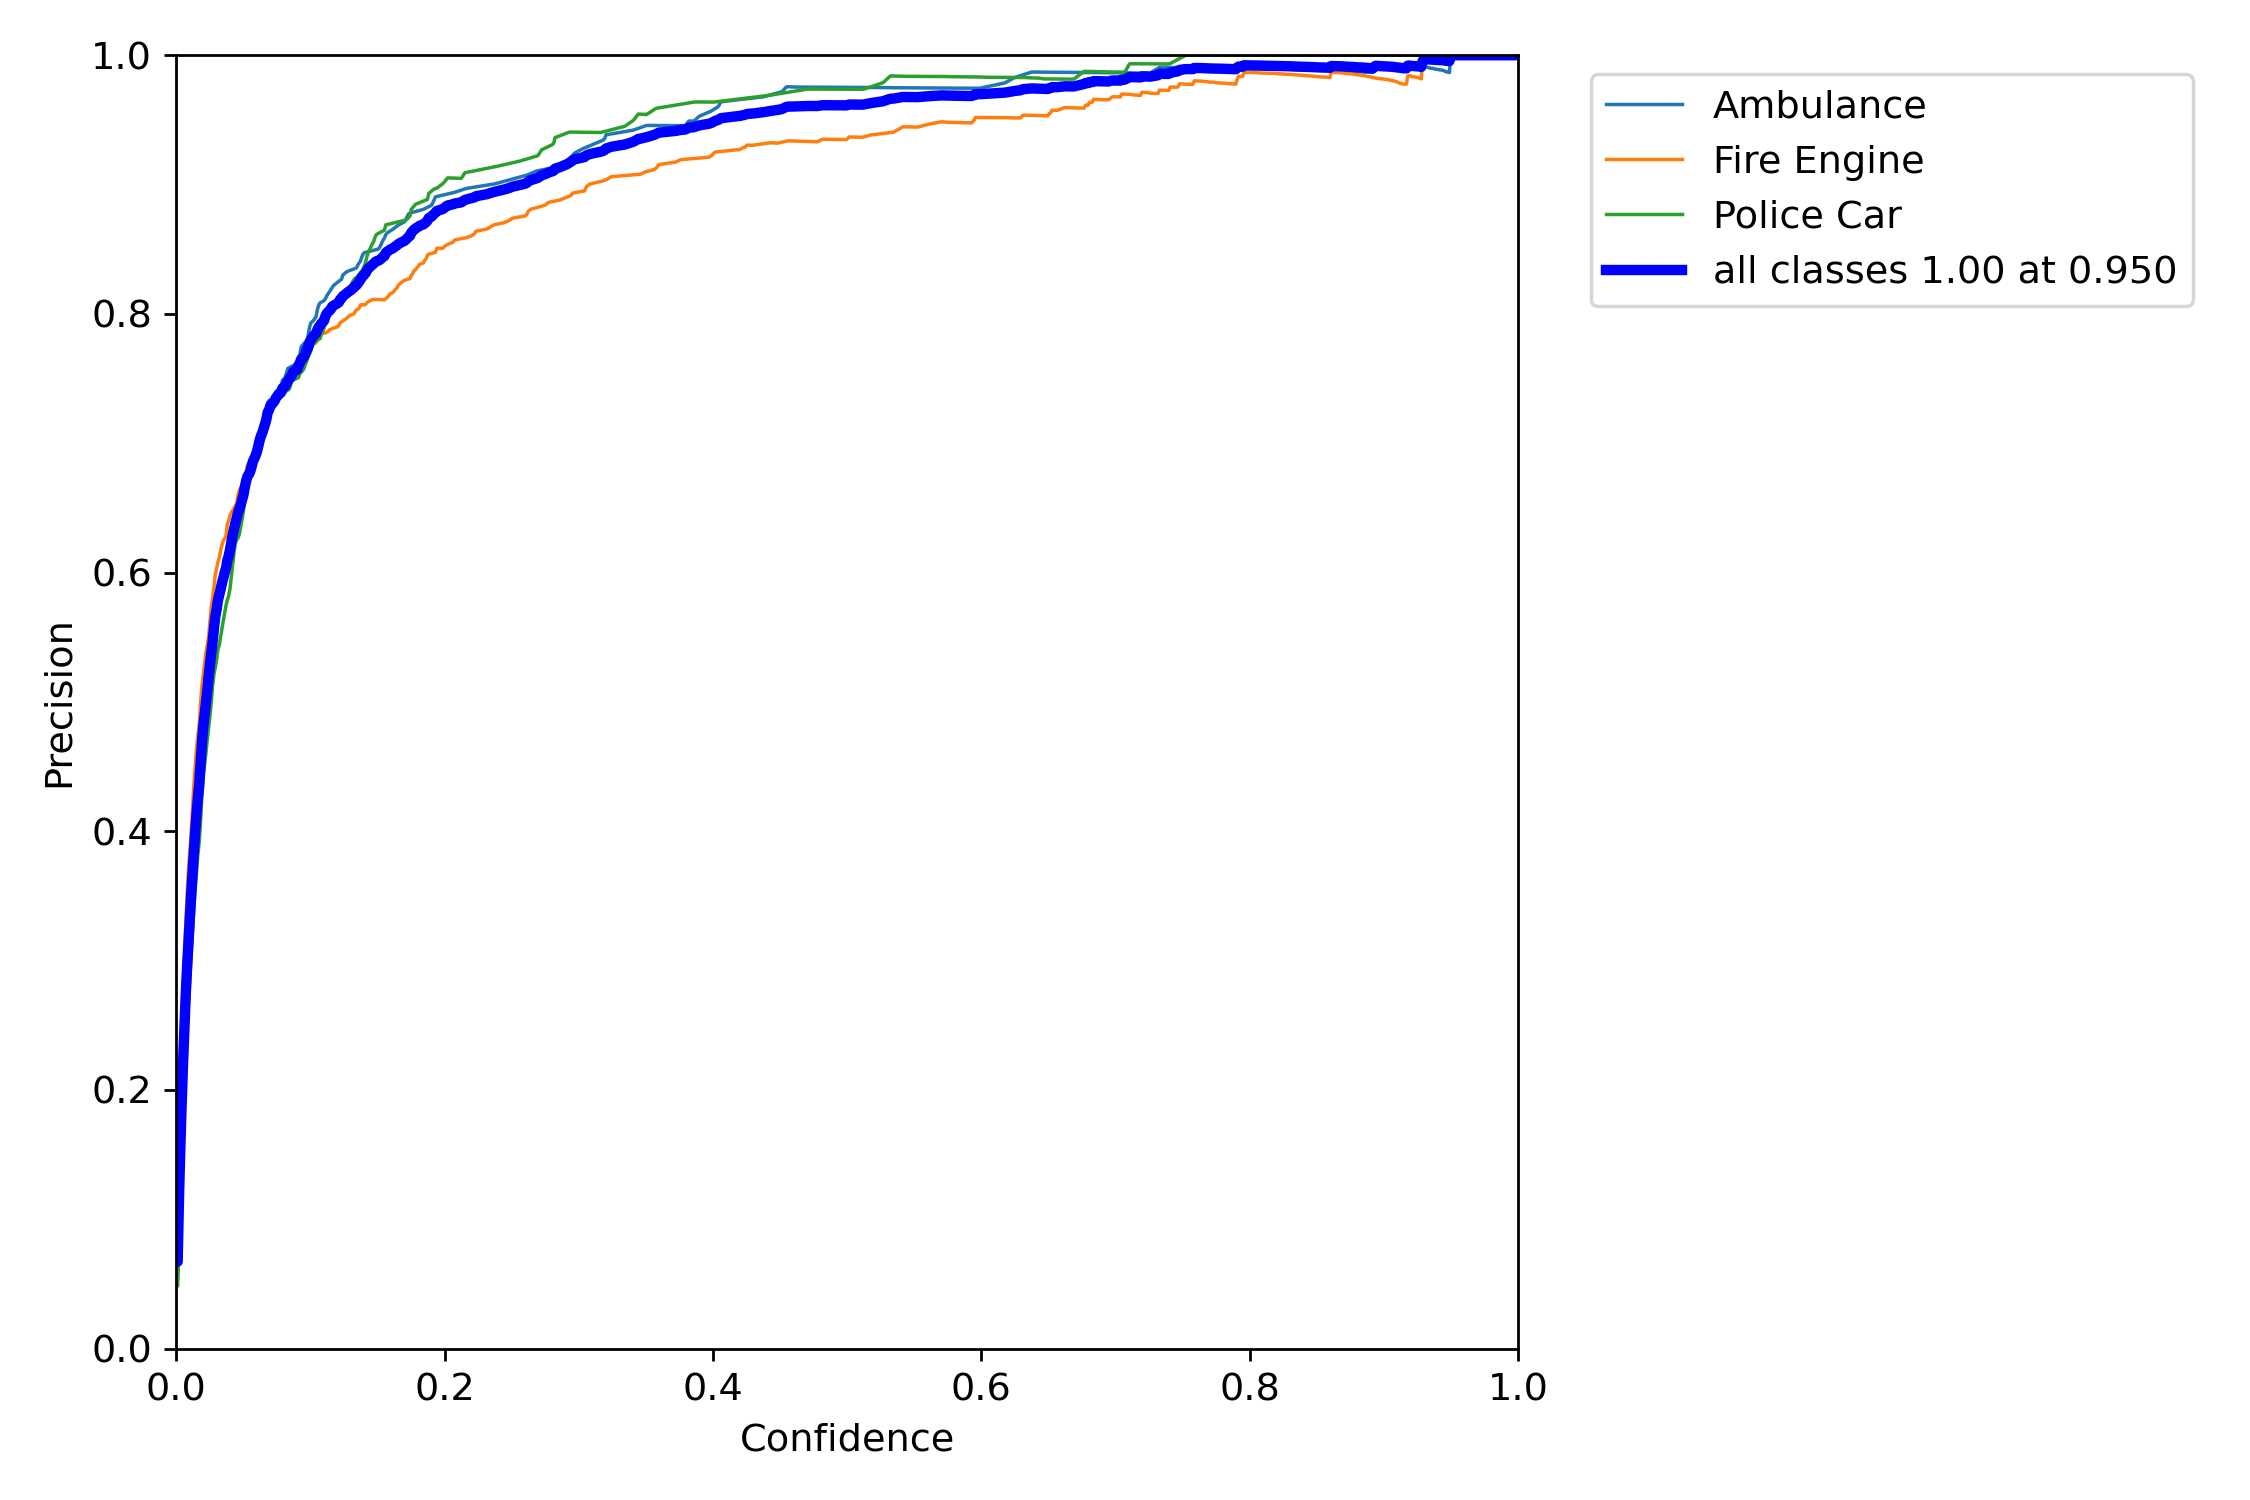 1.0
0.8
0.6
0.4
0.2
0.0
Precision
0.0 0.2 0.4 0.6 0.8 1.0
Confidence
Ambulance
Fire Engine
Police Car
all classes 1.00 at 0.950